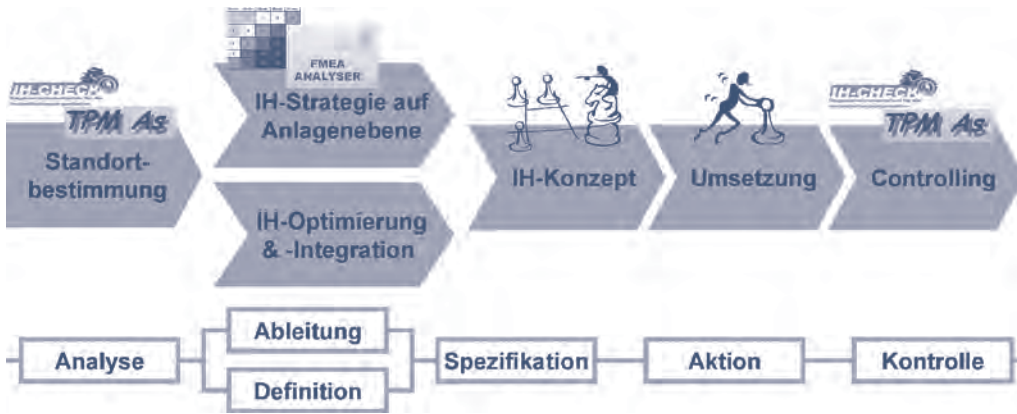 FMEA
ANALYSER
IH-CHECK
TPM As
Standort-
bestimmung
IH-Strategie auf
Anlagenebene
IH-Optimierung
& -Integration
IH-Konzept
Umsetzung
IH-CHECK
TPM As
Controlling
Analyse
Ableitung
Definition
Spezifikation
Aktion
Kontrolle